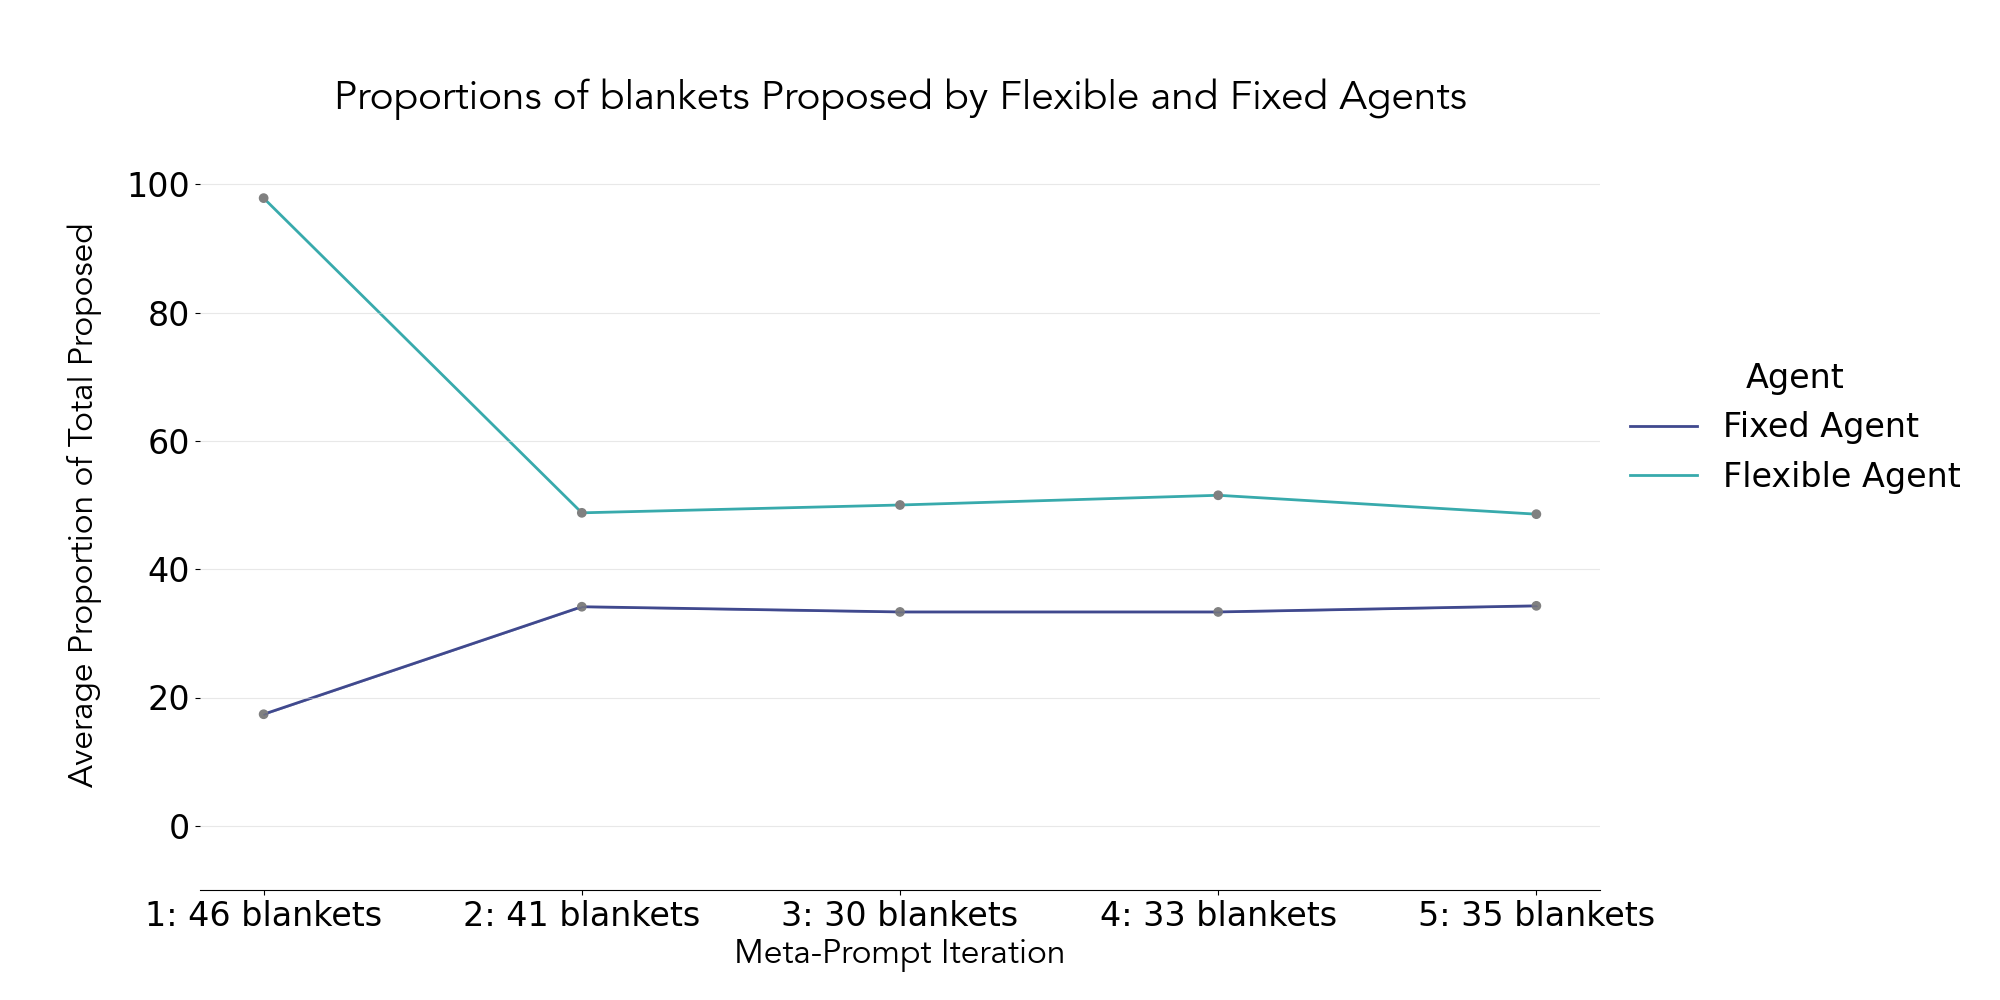 Proportions of blankets Proposed by Flexible and Fixed Agents
Average Proportion of Total Proposed
100
80
60
40
20
0
1: 46 blankets
2: 41 blankets
3: 30 blankets
4: 33 blankets
5: 35 blankets
Meta-Prompt Iteration
Agent
Fixed Agent
Flexible Agent